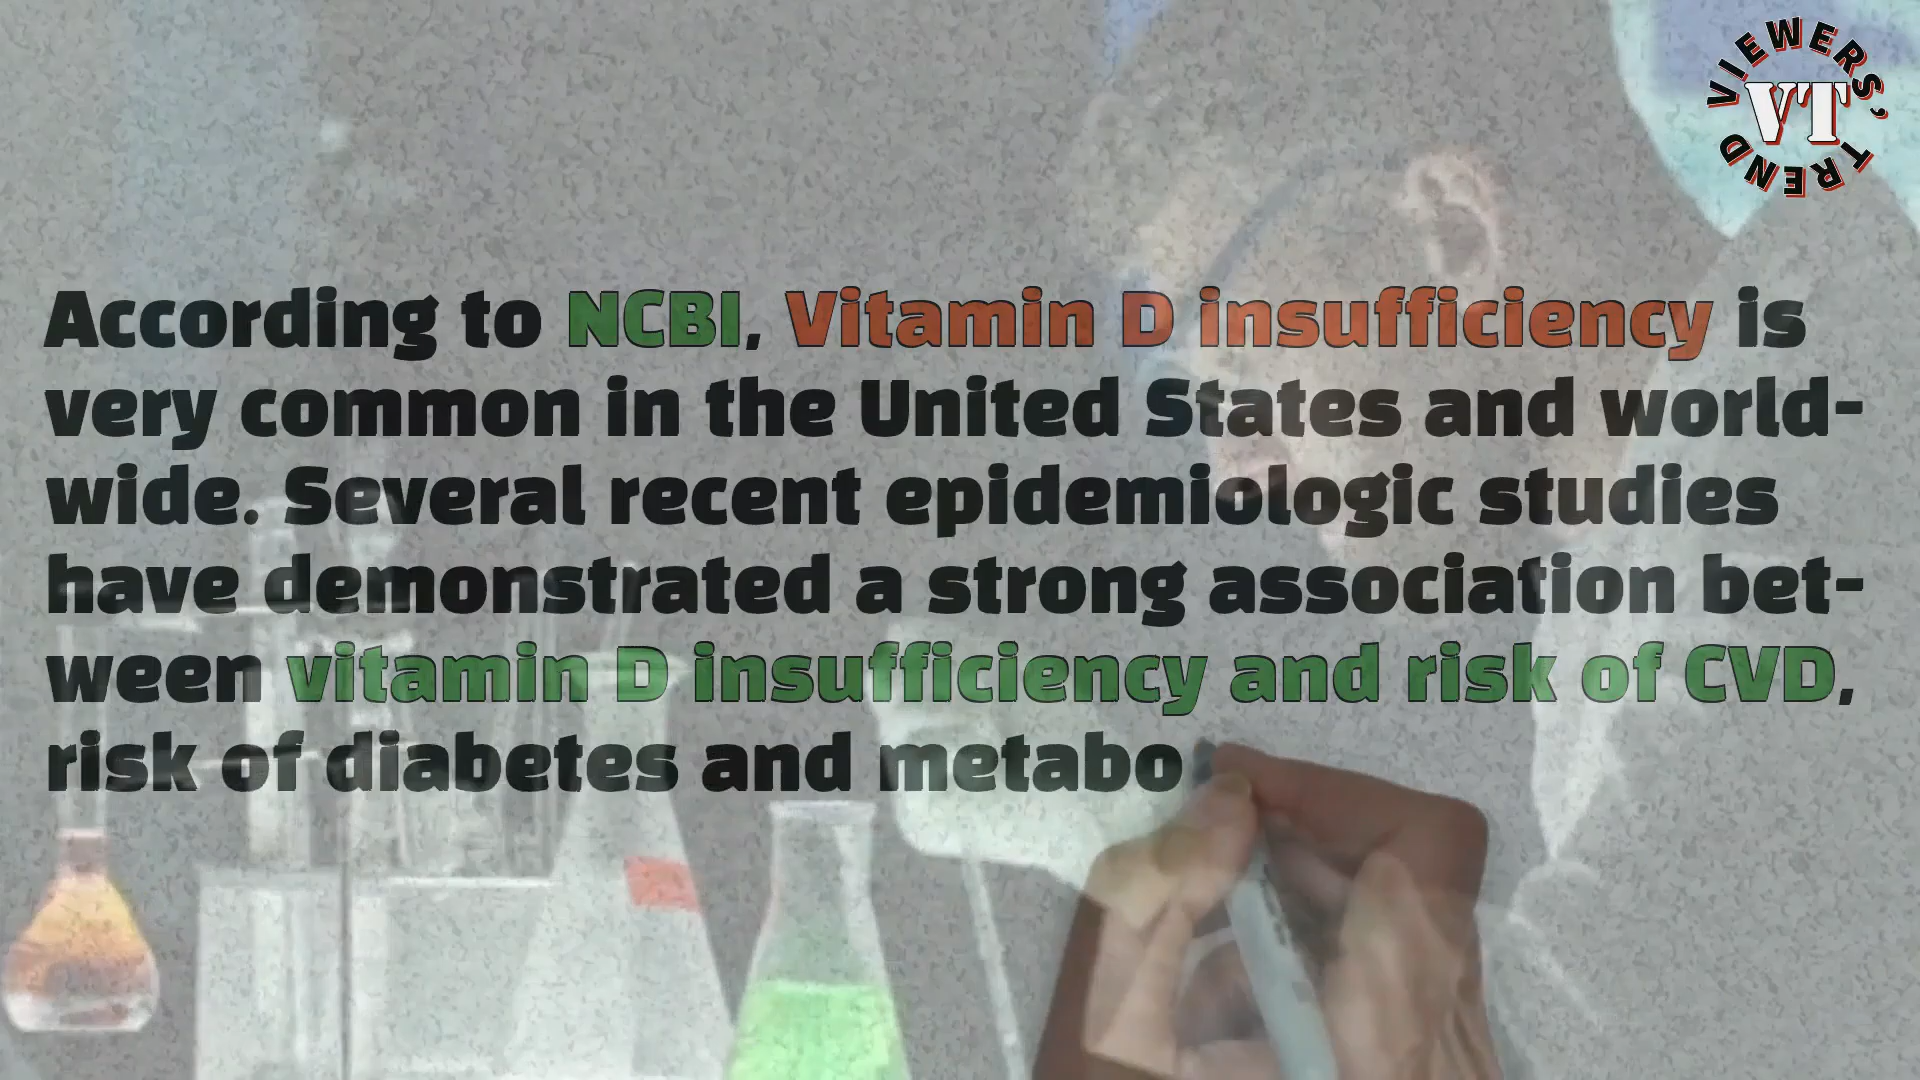 VIEWERS' TREND
VT
According to NCBI, Vitamin D insufficiency is
very common in the United States and world-
wide. Several recent epidemiologic studies
have demonstrated a strong association bet-
ween vitamin D insufficiency and risk of CVD,
risk of diabetes and metabo